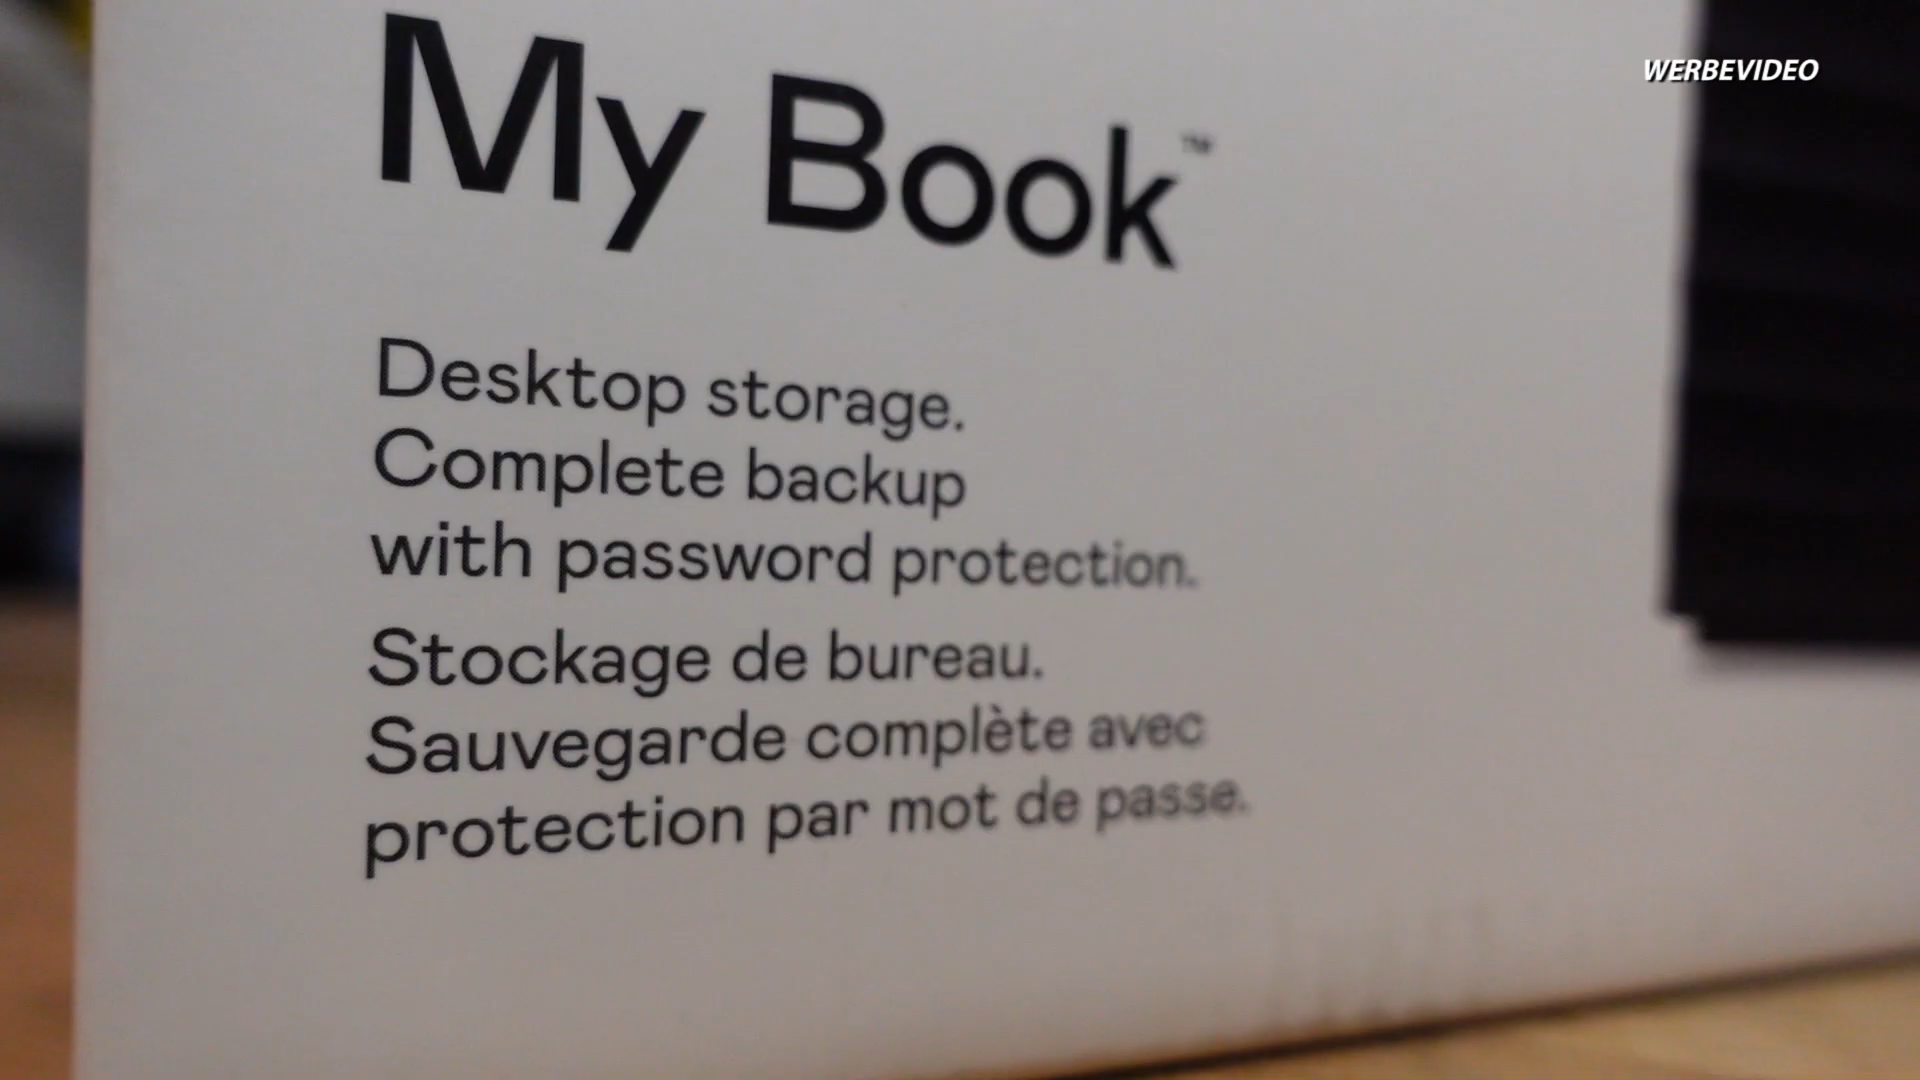 WERBEVIDEO
My Book™
Desktop storage.
Complete backup
with password protection.
Stockage de bureau.
Sauvegarde complète avec
protection par mot de passe.